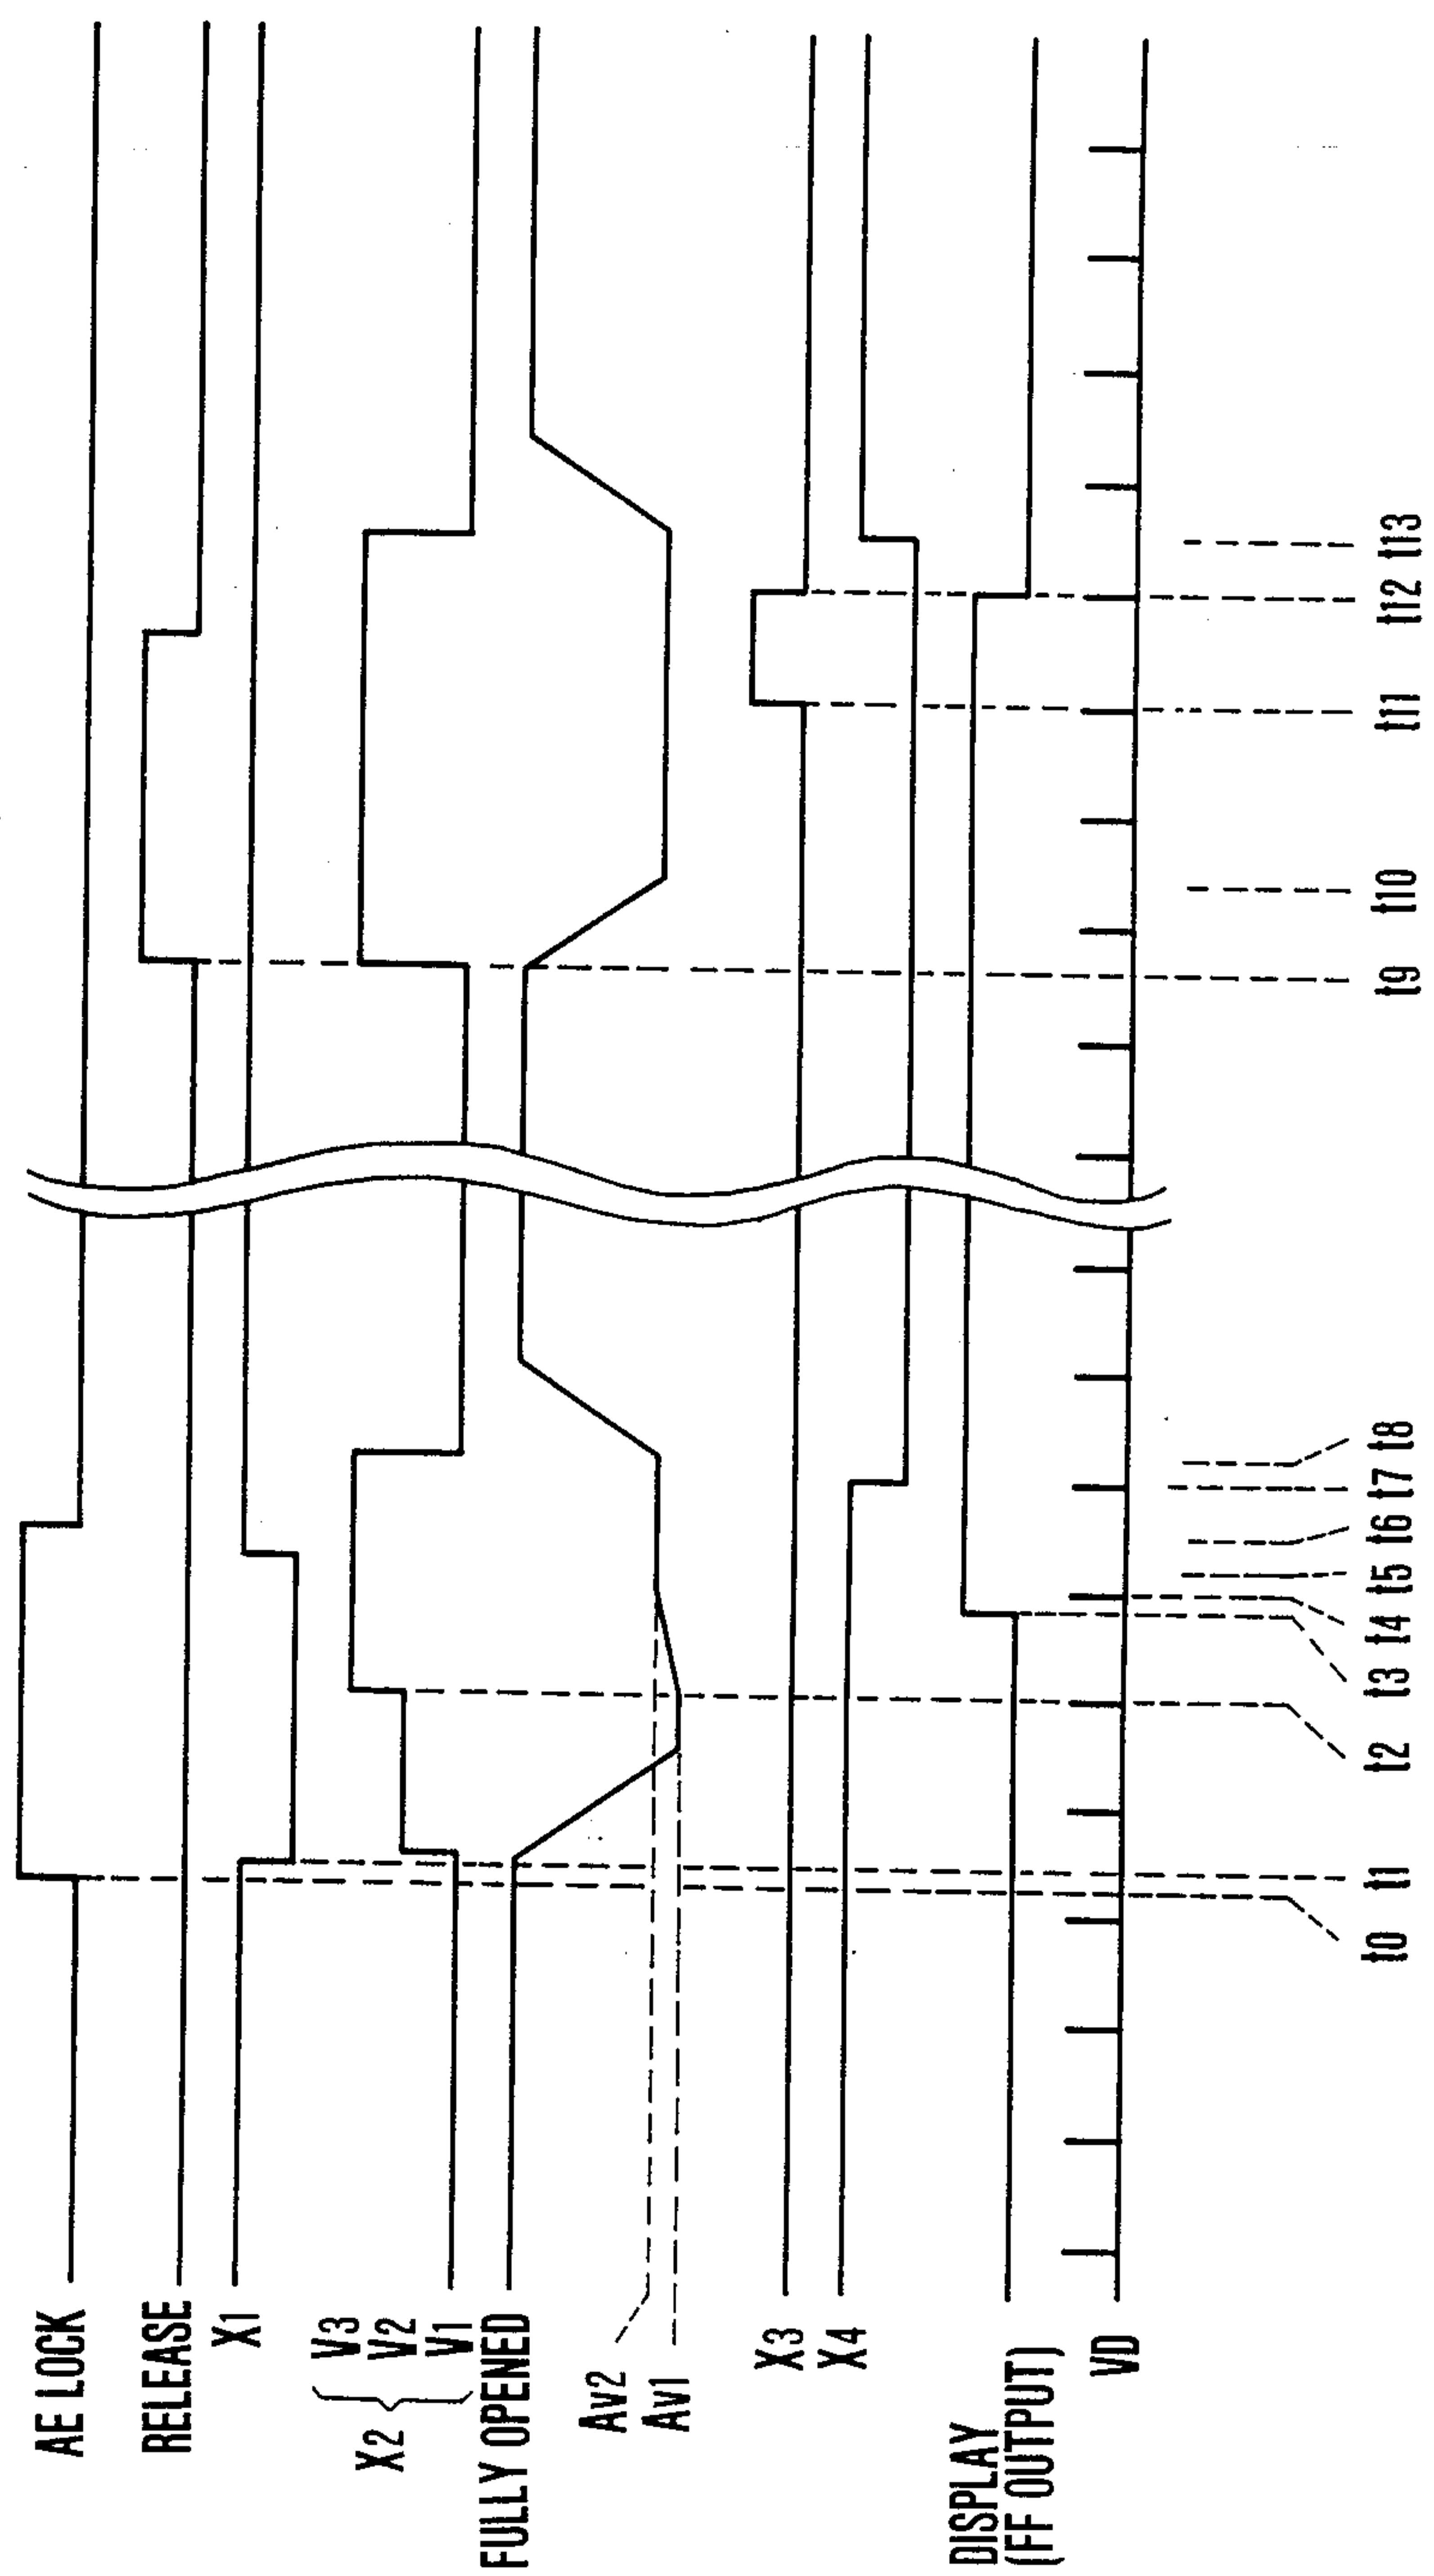 AE LOCK
RELEASE
X1
X2
V3
V2
V1
FULLY OPENED
Av2
Av1
X3
X4
DISPLAY
(FF OUTPUT)
VD
t0 t1 t2 t3 t4 t5 t6 t7 t8 t9 t10 t11 t12 t13